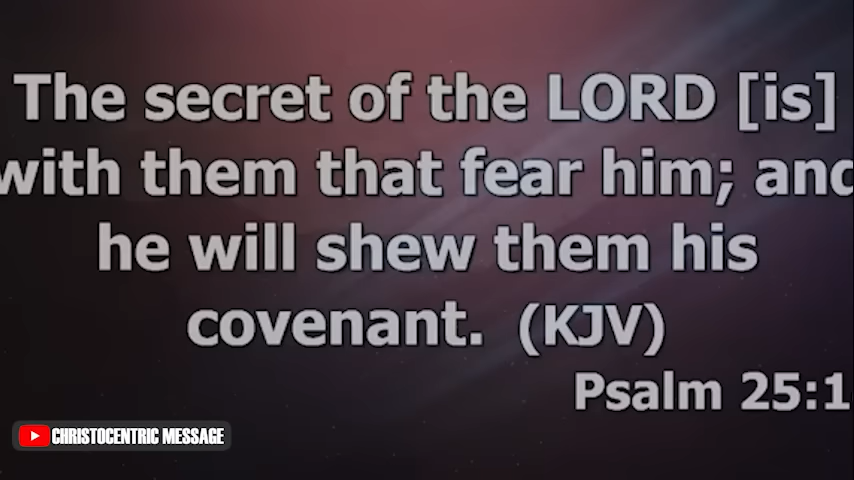 The secret of the LORD [is]
with them that fear him; and
he will shew them his
covenant. (KJV)
Psalm 25:1
CHRISTOCENTRIC MESSAGE